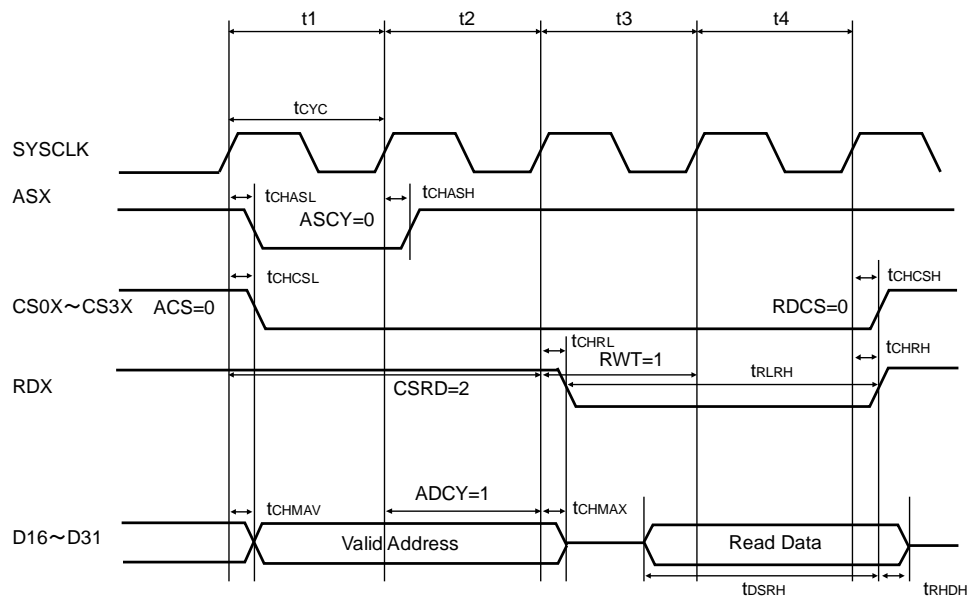 t1 t2 t3 t4
tCYC
SYSCLK
ASX
tCHASL tCHASH
ASCY=0
tCHCSL tCHCSH
CS0X～CS3X ACS=0 RDCS=0
tCHRL tCHRH
RWT=1
tRLRH
RDX CSRD=2
ADCY=1
tCHMAV tCHMAX
D16～D31 Valid Address Read Data
tDSRH tRHDH